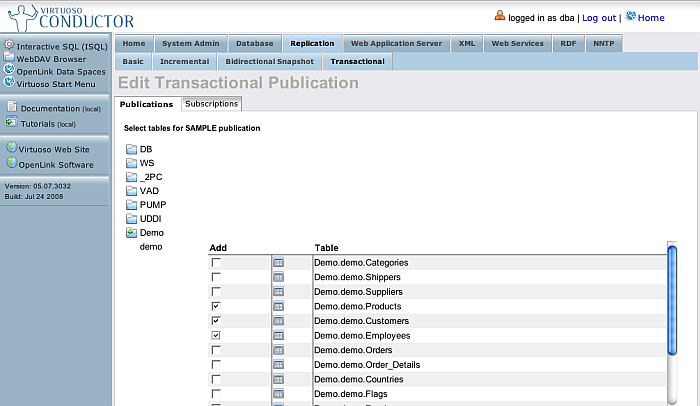 VIRTUOSO
CONDUCTOR
logged in as dba | Log out | Home
Interactive SQL (ISQL)
WebDAV Browser
OpenLink Data Spaces
Virtuoso Start Menu
Documentation (local)
Tutorials (local)
Virtuoso Web Site
OpenLink Software
Version: 05.07.3032
Build: Jul 24 2008
Home System Admin Database Replication Web Application Server XML Web Services RDF NNTP
Basic Incremental Bidirectional Snapshot Transactional
Edit Transactional Publication
Publications Subscriptions
Select tables for SAMPLE publication
DB
WS
_2PC
VAD
PUMP
UDDI
Demo
demo
Add Table
Demo.demo.Categories
Demo.demo.Shippers
Demo.demo.Suppliers
Demo.demo.Products
Demo.demo.Customers
Demo.demo.Employees
Demo.demo.Orders
Demo.demo.Order_Details
Demo.demo.Countries
Demo.demo.Flags